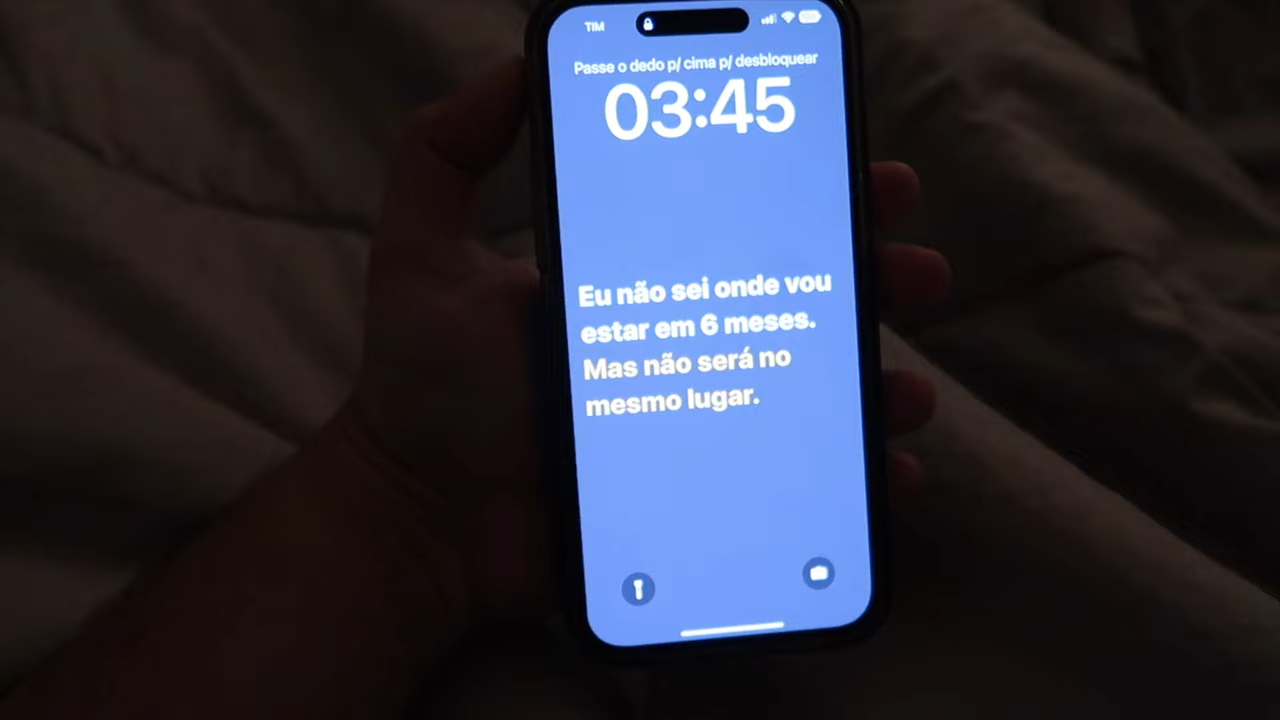 TIM
Passe o dedo p/ cima p/ desbloquear
03:45
Eu não sei onde vou
estar em 6 meses.
Mas não será no
mesmo lugar.